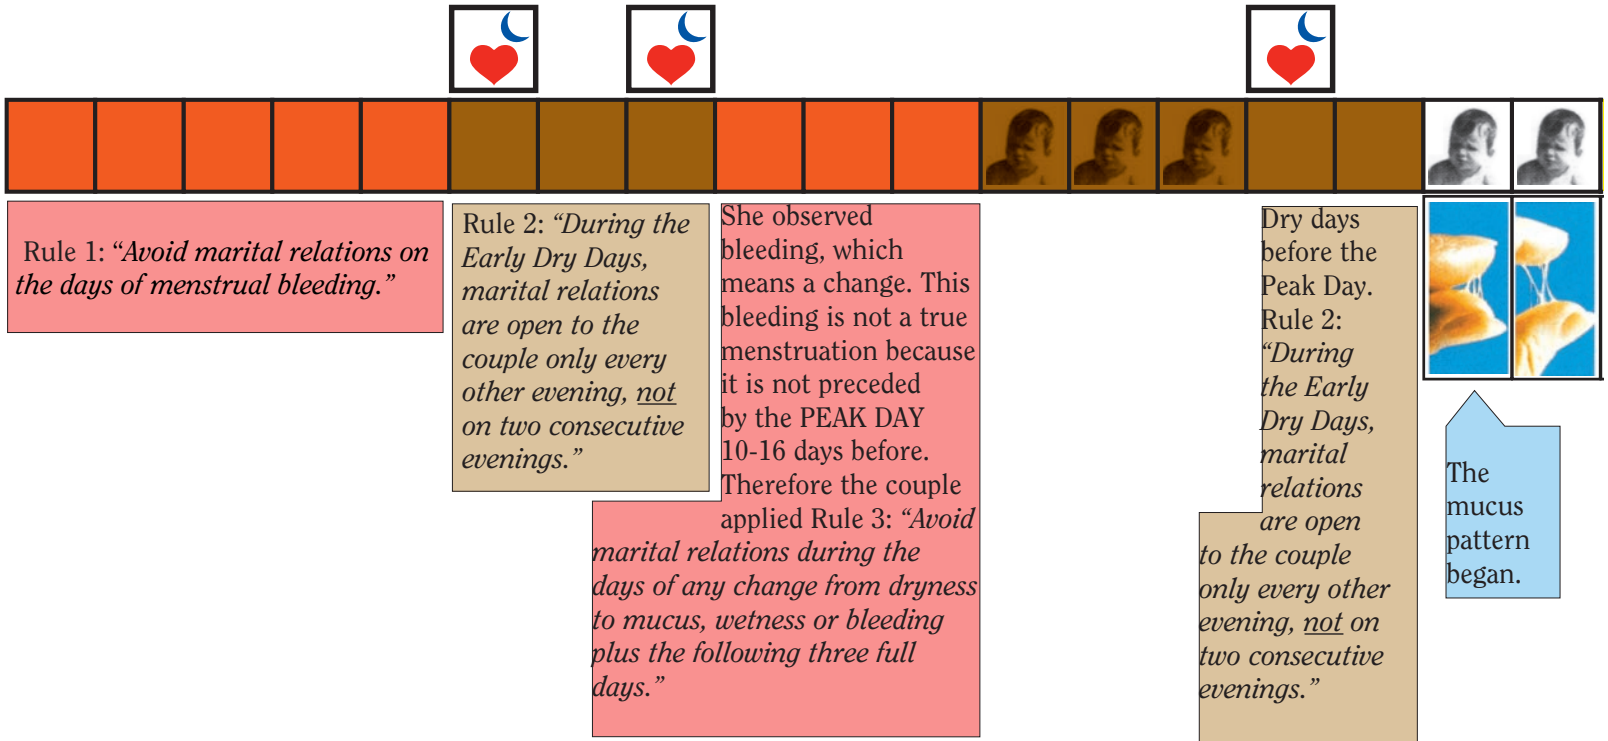 Rule 1: “Avoid marital relations on
the days of menstrual bleeding.”
Rule 2: “During the
Early Dry Days,
marital relations
are open to the
couple only every
other evening, not
on two consecutive
evenings.”
She observed
bleeding, which
means a change. This
bleeding is not a true
menstruation because
it is not preceded
by the PEAK DAY
10-16 days before.
Therefore the couple
applied Rule 3: “Avoid
marital relations during the
days of any change from dryness
to mucus, wetness or bleeding
plus the following three full
days.”
Dry days
before the
Peak Day.
Rule 2:
“During
the Early
Dry Days,
marital
relations
are open
to the couple
only every other
evening, not on
two consecutive
evenings.”
The
mucus
pattern
began.